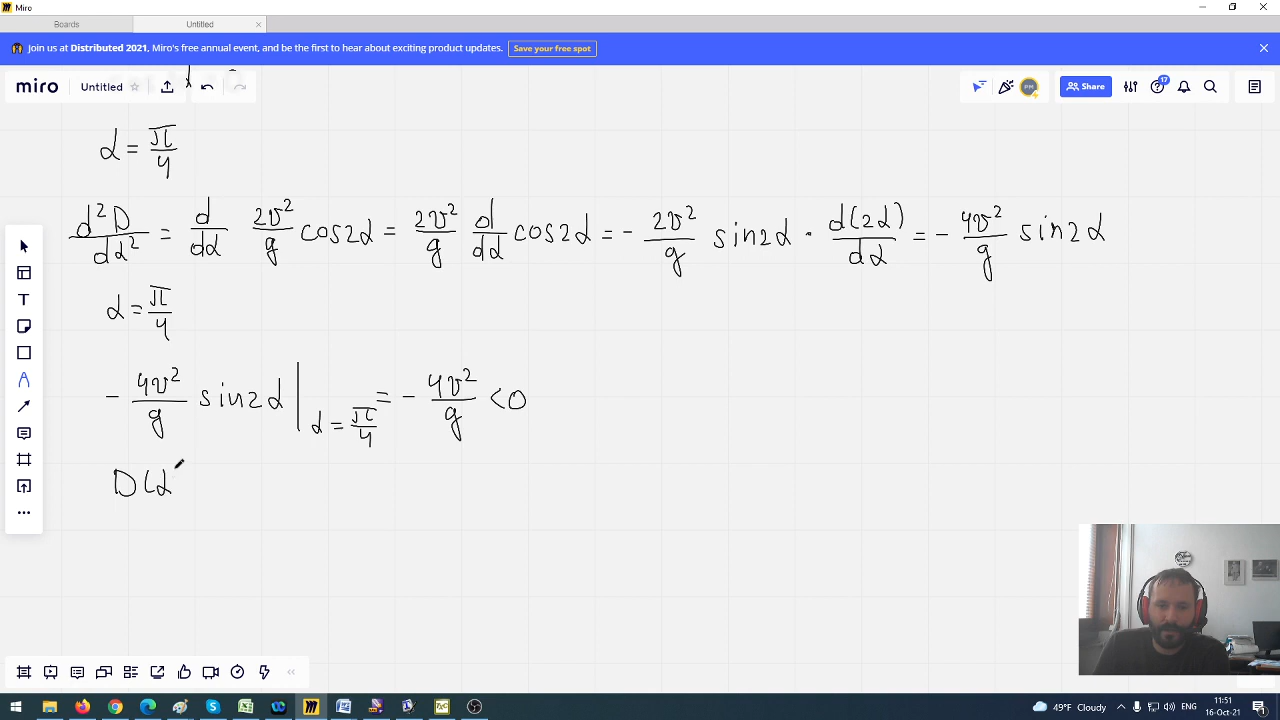 Miro
Boards
Untitled
Join us at Distributed 2021, Miro's free annual event, and be the first to hear about exciting product updates.
Save your free spot
miro
Untitled
17
PM
Share
α = π/4
d²D/dα² = d/dα 2v²/g cos2α = 2v²/g d/dα cos2α = - 2v²/g sin2α · d(2α)/dα = - 4v²/g sin2α
α = π/4
- 4v²/g sin2α | α = π/4 = - 4v²/g < 0
D(α
49°F Cloudy
11:51
16-Oct-21